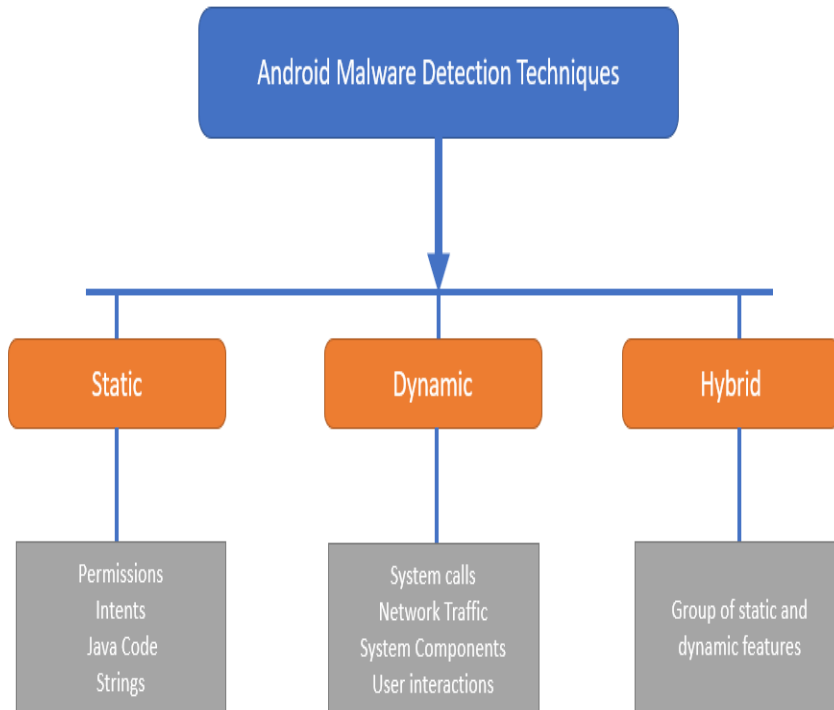 Android Malware Detection Techniques
Static
Dynamic
Hybrid
Permissions
Intents
Java Code
Strings
System calls
Network Traffic
System Components
User interactions
Group of static and
dynamic features